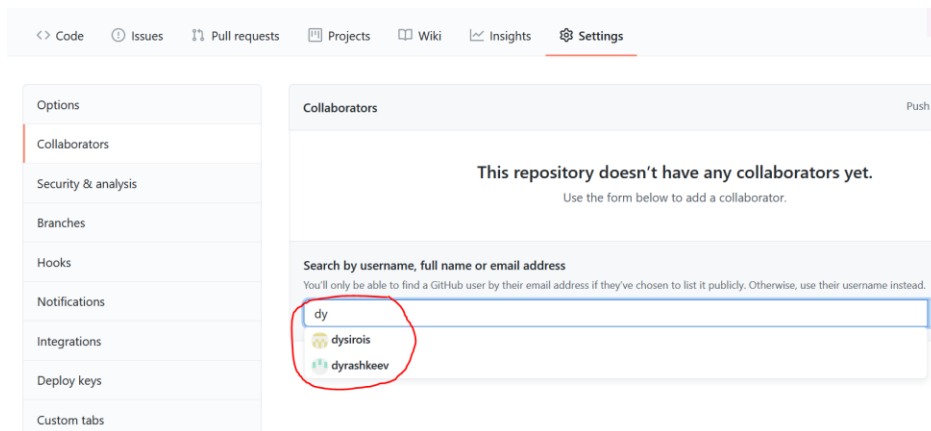 Code Issues Pull requests Projects Wiki Insights Settings
Options
Collaborators
Security & analysis
Branches
Hooks
Notifications
Integrations
Deploy keys
Custom tabs
Collaborators Push
This repository doesn't have any collaborators yet.
Use the form below to add a collaborator.
Search by username, full name or email address
You'll only be able to find a GitHub user by their email address if they've chosen to list it publicly. Otherwise, use their username instead.
dy
dysirois
dyrashkeev